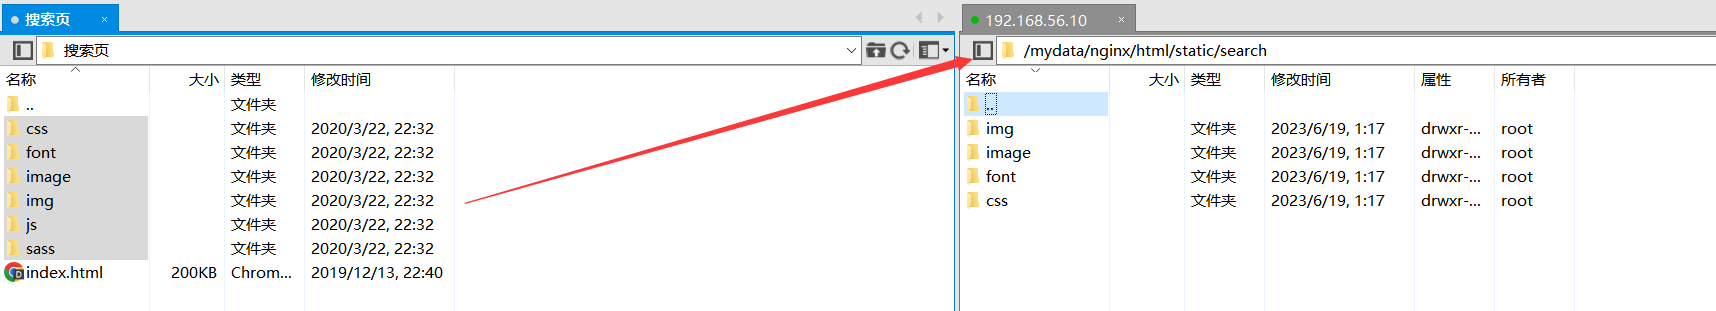 搜索页 ×
192.168.56.10 ×
搜索页
/mydata/nginx/html/static/search
名称 大小 类型 修改时间
名称 大小 类型 修改时间 属性 所有者
.. 文件夹
..
css 文件夹 2020/3/22, 22:32
img 文件夹 2023/6/19, 1:17 drwxr-... root
font 文件夹 2020/3/22, 22:32
image 文件夹 2023/6/19, 1:17 drwxr-... root
image 文件夹 2020/3/22, 22:32
font 文件夹 2023/6/19, 1:17 drwxr-... root
img 文件夹 2020/3/22, 22:32
css 文件夹 2023/6/19, 1:17 drwxr-... root
js 文件夹 2020/3/22, 22:32
sass 文件夹 2020/3/22, 22:32
index.html 200KB Chrom... 2019/12/13, 22:40